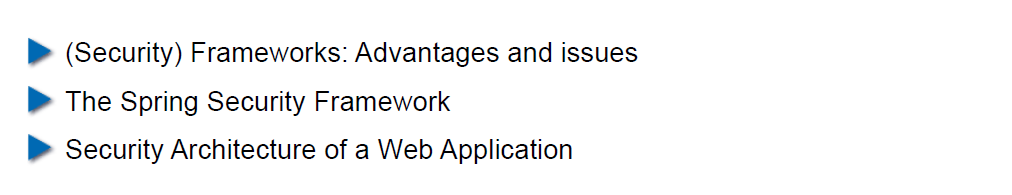 (Security) Frameworks: Advantages and issues
The Spring Security Framework
Security Architecture of a Web Application